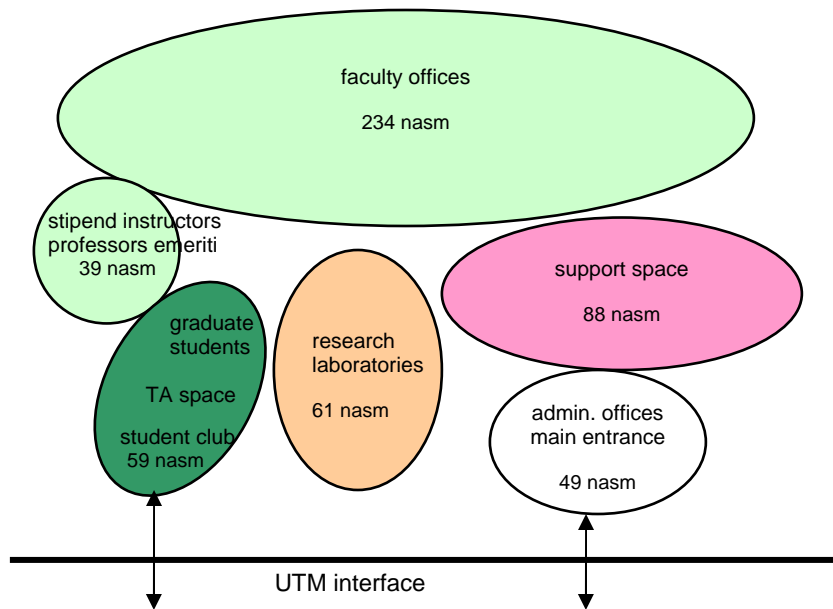 faculty offices
234 nasm
stipend instructors
professors emeriti
39 nasm
support space
88 nasm
graduate
students
TA space
student club
59 nasm
research
laboratories
61 nasm
admin. offices
main entrance
49 nasm
UTM interface